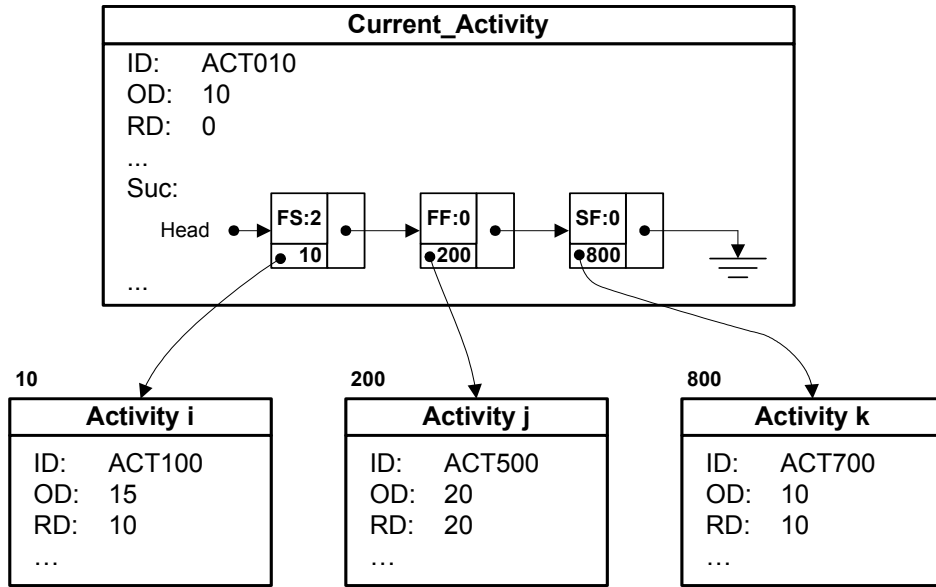 Current_Activity
ID: ACT010
OD: 10
RD: 0
...
Suc:
Head FS:2 FF:0 SF:0
10 200 800
...
10 200 800
Activity i Activity j Activity k
ID: ACT100 ID: ACT500 ID: ACT700
OD: 15 OD: 20 OD: 10
RD: 10 RD: 20 RD: 10
... ... ...